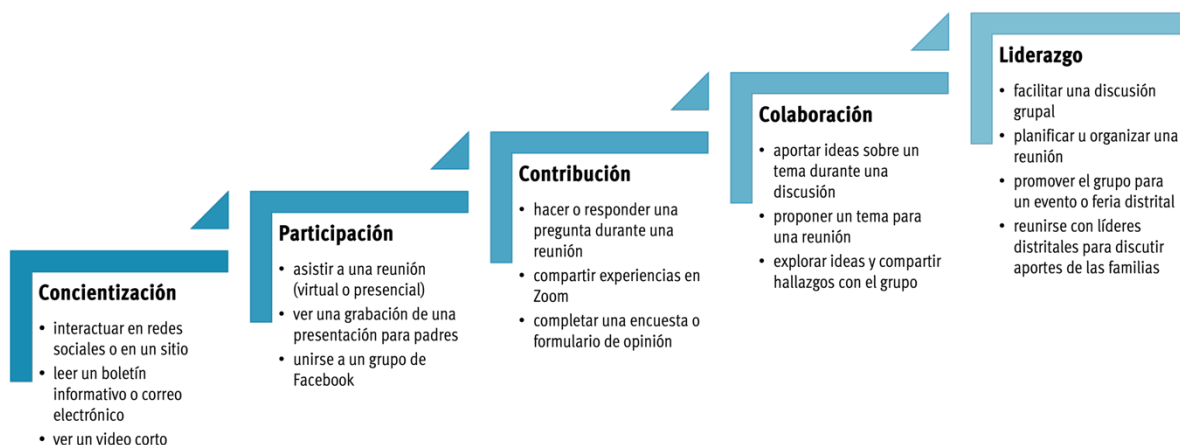 Concientización
• interactuar en redes
sociales o en un sitio
• leer un boletín
informativo o correo
electrónico
• ver un video corto
Participación
• asistir a una reunión
(virtual o presencial)
• ver una grabación de una
presentación para padres
• unirse a un grupo de
Facebook
Contribución
• hacer o responder una
pregunta durante una
reunión
• compartir experiencias en
Zoom
• completar una encuesta o
formulario de opinión
Colaboración
• aportar ideas sobre un
tema durante una
discusión
• proponer un tema para
una reunión
• explorar ideas y compartir
hallazgos con el grupo
Liderazgo
• facilitar una discusión
grupal
• planificar u organizar una
reunión
• promover el grupo para
un evento o feria distrital
• reunirse con líderes
distritales para discutir
aportes de las familias